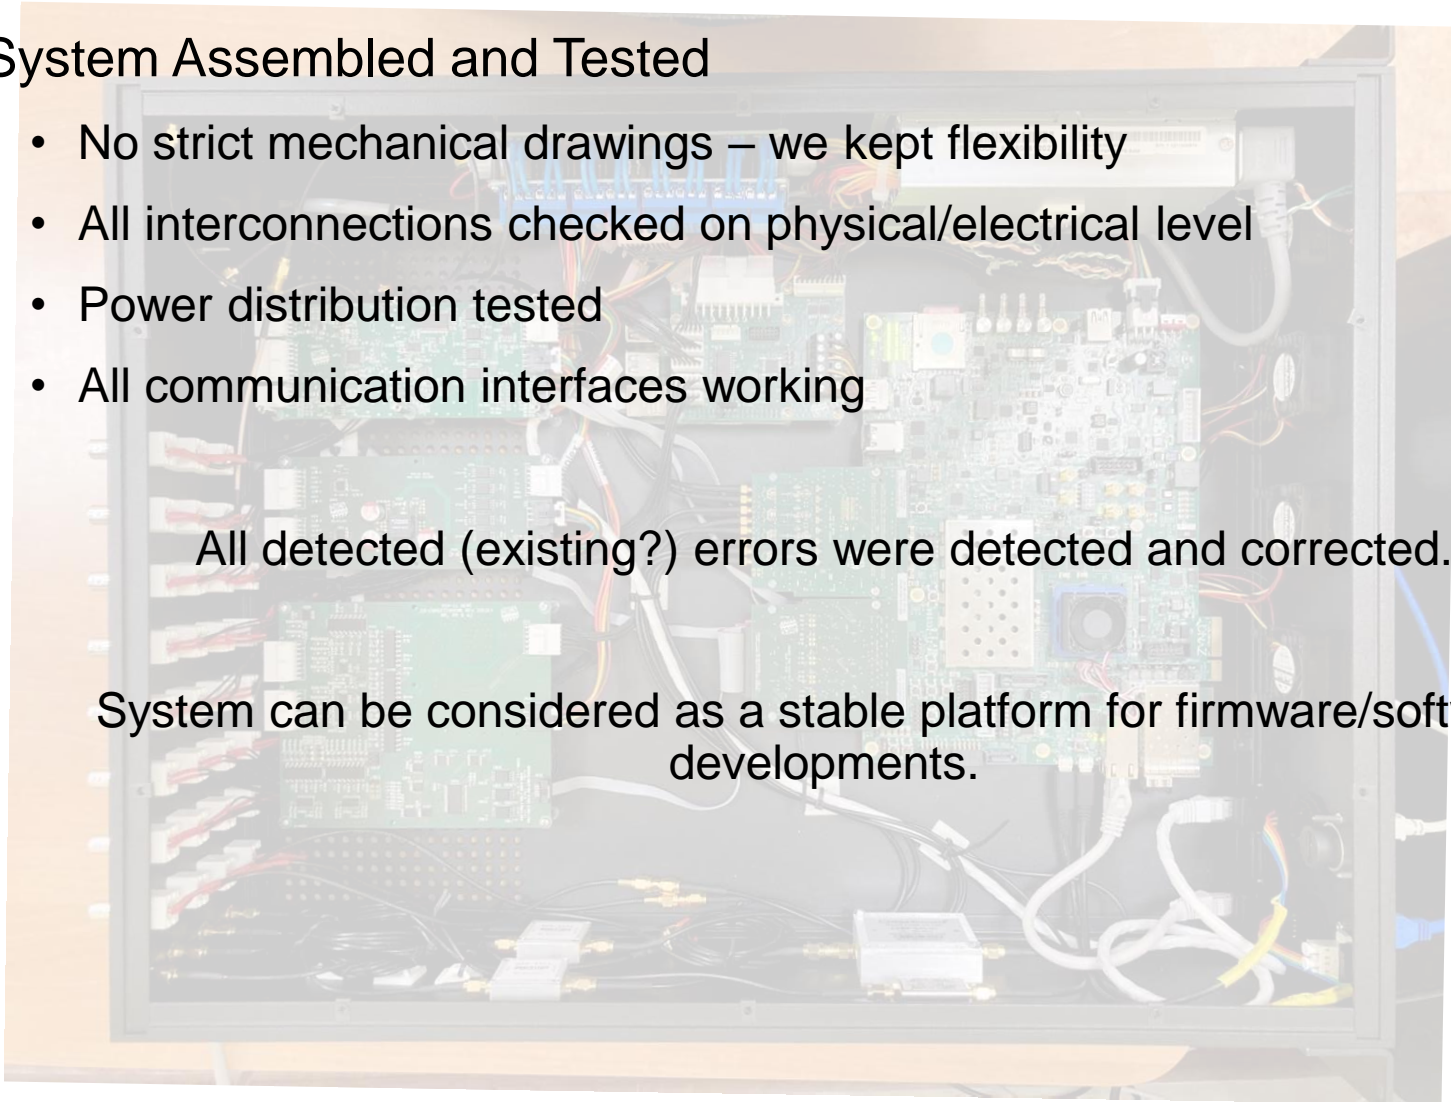 System Assembled and Tested
• No strict mechanical drawings – we kept flexibility
• All interconnections checked on physical/electrical level
• Power distribution tested
• All communication interfaces working
All detected (existing?) errors were detected and corrected.
System can be considered as a stable platform for firmware/soft
developments.